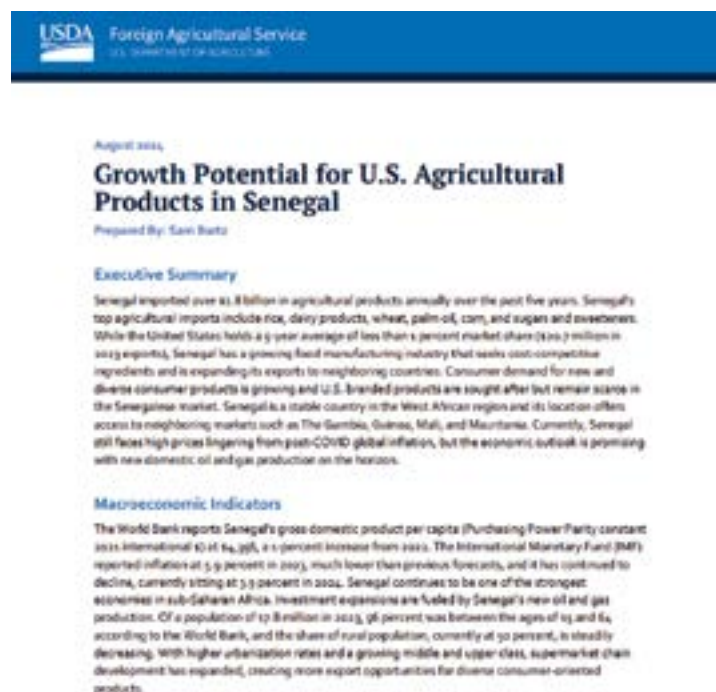 USDA Foreign Agricultural Service
U.S. DEPARTMENT OF AGRICULTURE
August 2024
Growth Potential for U.S. Agricultural
Products in Senegal
Prepared By: Sam
Executive Summary
Senegal imported over $1.8 billion in agricultural products annually over the past five years. Senegal's
top agricultural imports include rice, dairy products, wheat, palm oil, corn, and sugars and sweeteners.
While the United States holds a 5-year average of less than percent market share million in
2023 exports), Senegal has a growing food manufacturing industry that seeks cost-competitive
ingredients and is expanding its exports to neighboring countries. Consumer demand for new and
diverse consumer products is growing and U.S. branded products are sought after but remain scarce in
the Senegalese market. Senegal is a stable country in the West African region and its location offers
access to neighboring markets such as The Gambia, Guinea, Mali, and Mauritania. Currently, Senegal
still faces high prices lingering from post-COVID global inflation, but the economic outlook is promising
with new domestic oil and gas production on the horizon.
Macroeconomic Indicators
The World Bank reports Senegal's gross domestic product per capita (Purchasing Power Parity constant
2021 international $) at percent increase from 2022. The International Monetary Fund (IMF)
reported inflation at 5.9 percent in 2023, much lower than previous forecasts, and it has continued to
decline, currently sitting at percent in 2024. Senegal continues to be one of the strongest
economies in sub-Saharan Africa. Investment expansions are fueled by Senegal's new oil and gas
production. Of a population of 17.8 million in 2023, 56 percent was between the ages of 15 and 64
according to the World Bank, and the share of rural population, currently at 50 percent, is steadily
decreasing. With higher urbanization rates and a growing middle and upper class, supermarket chain
development has expanded, creating more export opportunities for diverse consumer-oriented
products.